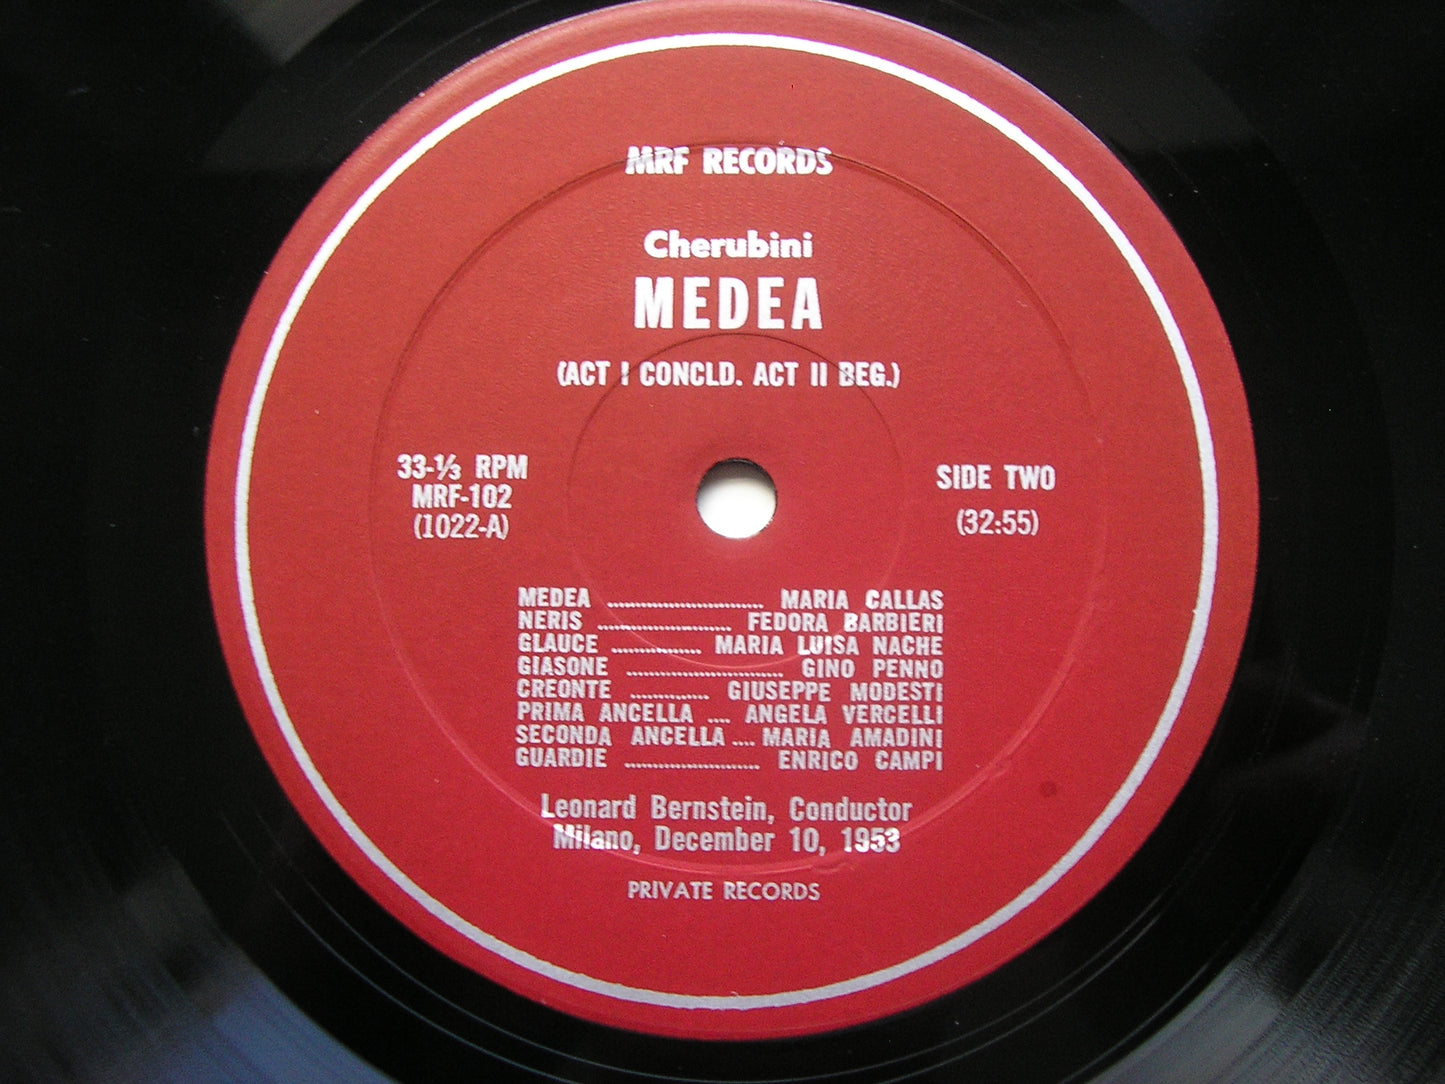 MRF RECORDS
Cherubini
MEDEA
(ACT I CONCLD. ACT II BEG.)
33-⅓ RPM
MRF-102
(1022-A)
SIDE TWO
(32:55)
MEDEA ............................ MARIA CALLAS
NERIS ........................ FEDORA BARBIERI
GLAUCE ................ MARIA LUISA NACHE
GIASONE ............................ GINO PENNO
CREONTE .............. GIUSEPPE MODESTI
PRIMA ANCELLA .... ANGELA VERCELLI
SECONDA ANCELLA .... MARIA AMADINI
GUARDIE ........................ ENRICO CAMPI
Leonard Bernstein, Conductor
Milano, December 10, 1953
PRIVATE RECORDS